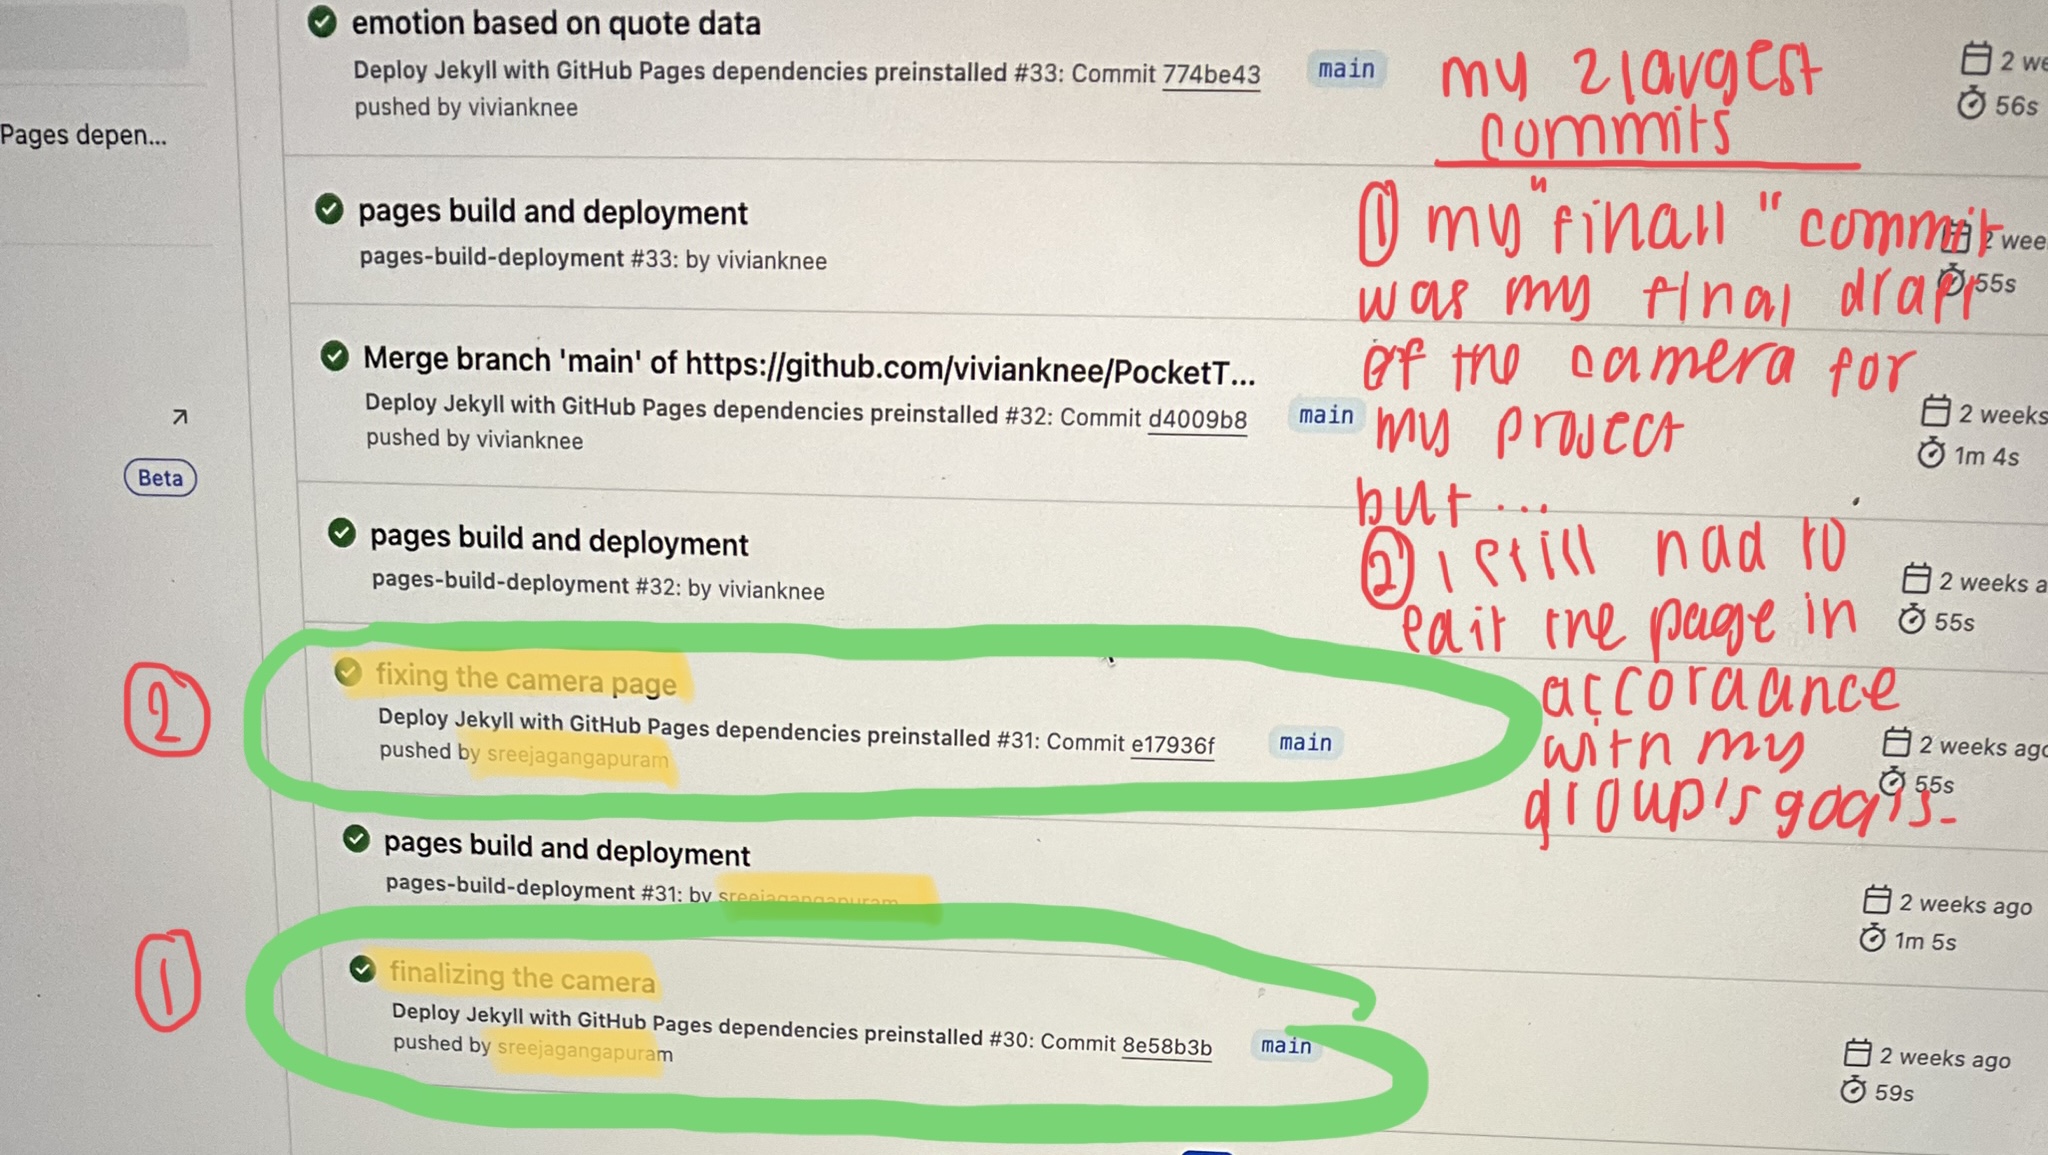 emotion based on quote data
Deploy Jekyll with GitHub Pages dependencies preinstalled #33: Commit 774be43
pushed by vivianknee
main
2 we
56s
Pages depen...
pages build and deployment
pages-build-deployment #33: by vivianknee
2 wee
55s
Merge branch 'main' of https://github.com/vivianknee/PocketT...
Deploy Jekyll with GitHub Pages dependencies preinstalled #32: Commit d4009b8
pushed by vivianknee
main
2 weeks
1m 4s
Beta
pages build and deployment
pages-build-deployment #32: by vivianknee
2 weeks a
55s
2
fixing the camera page
Deploy Jekyll with GitHub Pages dependencies preinstalled #31: Commit e17936f
pushed by sreejagangapuram
main
2 weeks ago
55s
pages build and deployment
pages-build-deployment #31: by sreejagangapuram
2 weeks ago
1m 5s
1
finalizing the camera
Deploy Jekyll with GitHub Pages dependencies preinstalled #30: Commit 8e58b3b
pushed by sreejagangapuram
main
2 weeks ago
59s
my 2 largest
commits
1 my "finall" commit
was my final draft
of the camera for
my project
but ...
2 I still had to
edit the page in
accordance
with my
group's goals.